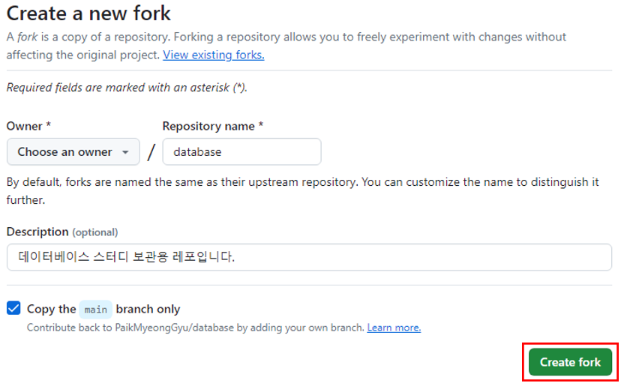 Create a new fork
A fork is a copy of a repository. Forking a repository allows you to freely experiment with changes without
affecting the original project. View existing forks.
Required fields are marked with an asterisk (*).
Owner * Repository name *
Choose an owner / database
By default, forks are named the same as their upstream repository. You can customize the name to distinguish it
further.
Description (optional)
데이터베이스 스터디 보관용 레포입니다.
Copy the main branch only
Contribute back to PaikMyeongGyu/database by adding your own branch. Learn more.
Create fork